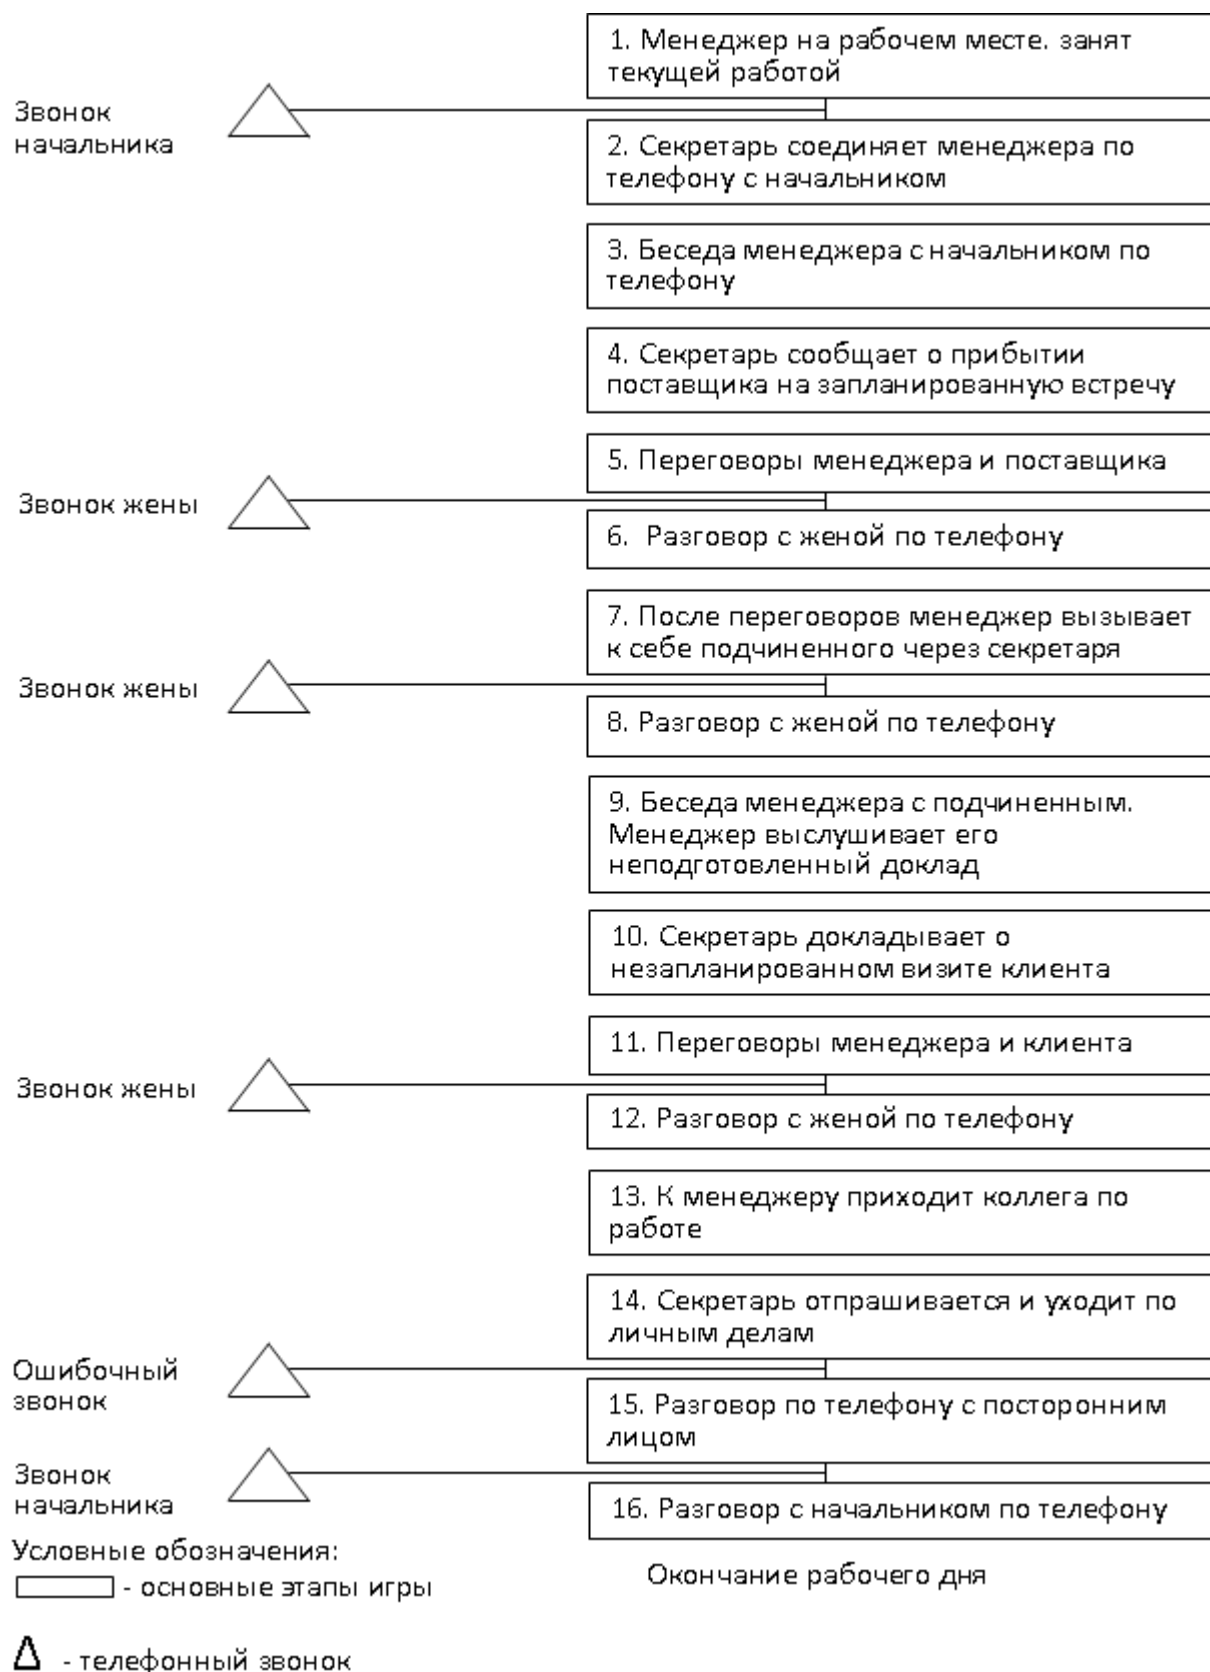 1. Менеджер на рабочем месте. занят
текущей работой
Звонок
начальника
2. Секретарь соединяет менеджера по
телефону с начальником
3. Беседа менеджера с начальником по
телефону
4. Секретарь сообщает о прибытии
поставщика на запланированную встречу
5. Переговоры менеджера и поставщика
Звонок жены
6. Разговор с женой по телефону
7. После переговоров менеджер вызывает
к себе подчиненного через секретаря
Звонок жены
8. Разговор с женой по телефону
9. Беседа менеджера с подчиненным.
Менеджер выслушивает его
неподготовленный доклад
10. Секретарь докладывает о
незапланированном визите клиента
11. Переговоры менеджера и клиента
Звонок жены
12. Разговор с женой по телефону
13. К менеджеру приходит коллега по
работе
14. Секретарь отпрашивается и уходит по
личным делам
Ошибочный
звонок
15. Разговор по телефону с посторонним
лицом
Звонок
начальника
16. Разговор с начальником по телефону
Условные обозначения:
- основные этапы игры
Окончание рабочего дня
Δ - телефонный звонок